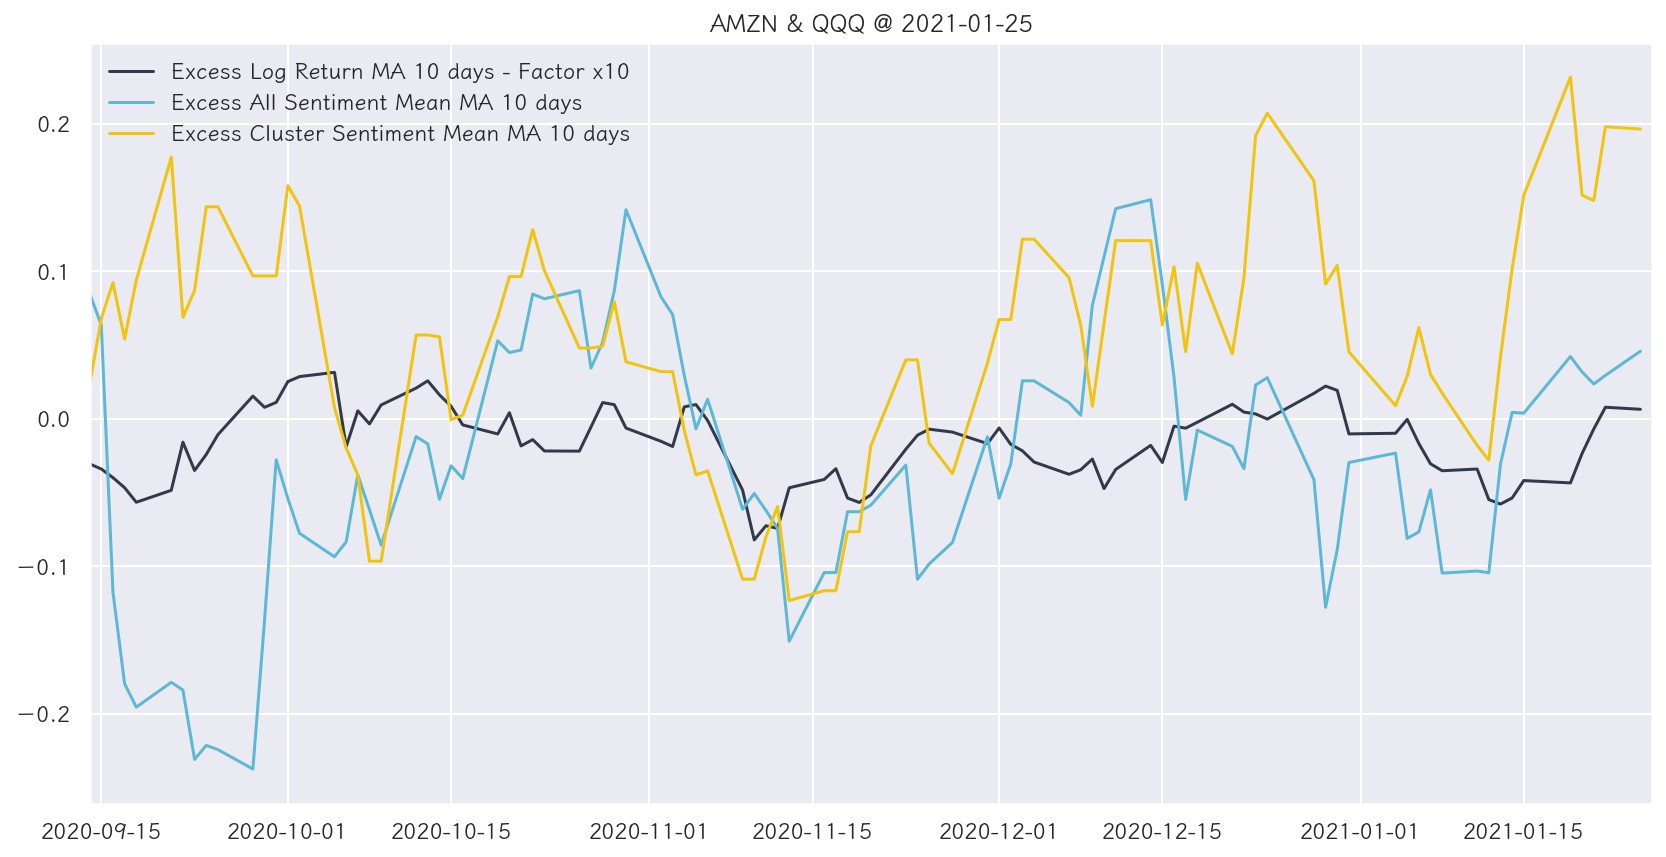 AMZN & QQQ @ 2021-01-25
Excess Log Return MA 10 days - Factor x10
Excess All Sentiment Mean MA 10 days
Excess Cluster Sentiment Mean MA 10 days
0.2
0.1
0.0
−0.1
−0.2
2020-09-15 2020-10-01 2020-10-15 2020-11-01 2020-11-15 2020-12-01 2020-12-15 2021-01-01 2021-01-15